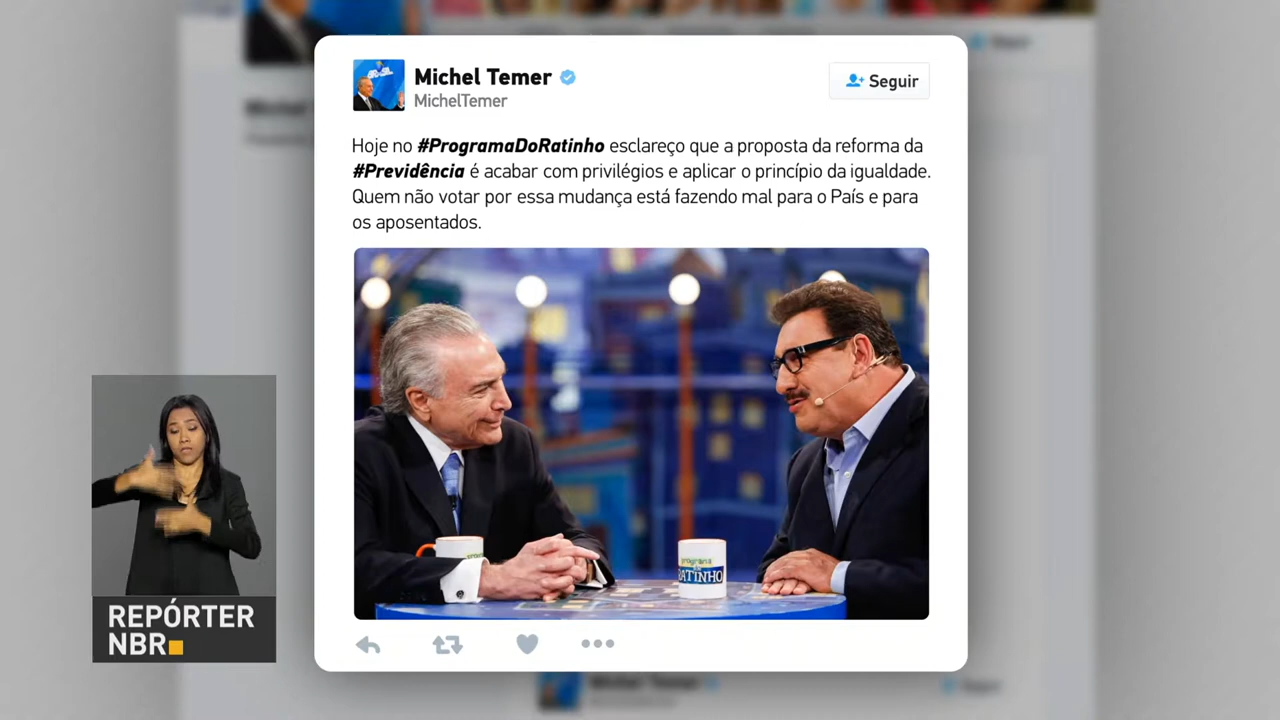 Michel Temer
MichelTemer
Seguir
Hoje no #ProgramaDoRatinho esclareço que a proposta da reforma da
#Previdência é acabar com privilégios e aplicar o princípio da igualdade.
Quem não votar por essa mudança está fazendo mal para o País e para
os aposentados.
programa
RATINHO
REPÓRTER
NBR